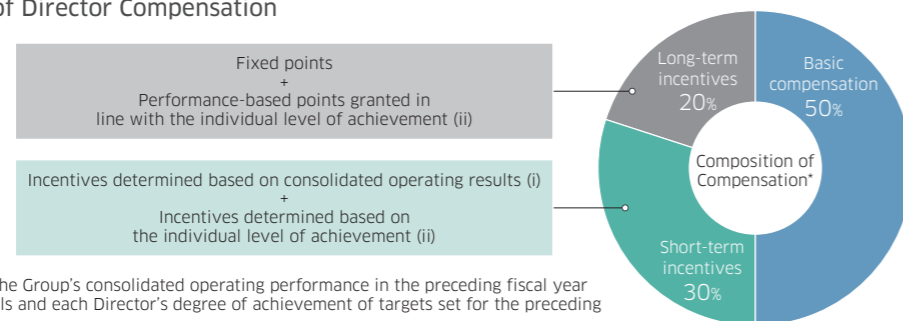 of Director Compensation
Fixed points
+
Performance-based points granted in
line with the individual level of achievement (ii)
Incentives determined based on consolidated operating results (i)
+
Incentives determined based on
the individual level of achievement (ii)
Long-term
incentives
20%
Basic
compensation
50%
Composition of
Compensation*
Short-term
incentives
30%
he Group's consolidated operating performance in the preceding fiscal year
ls and each Director's degree of achievement of targets set for the preceding